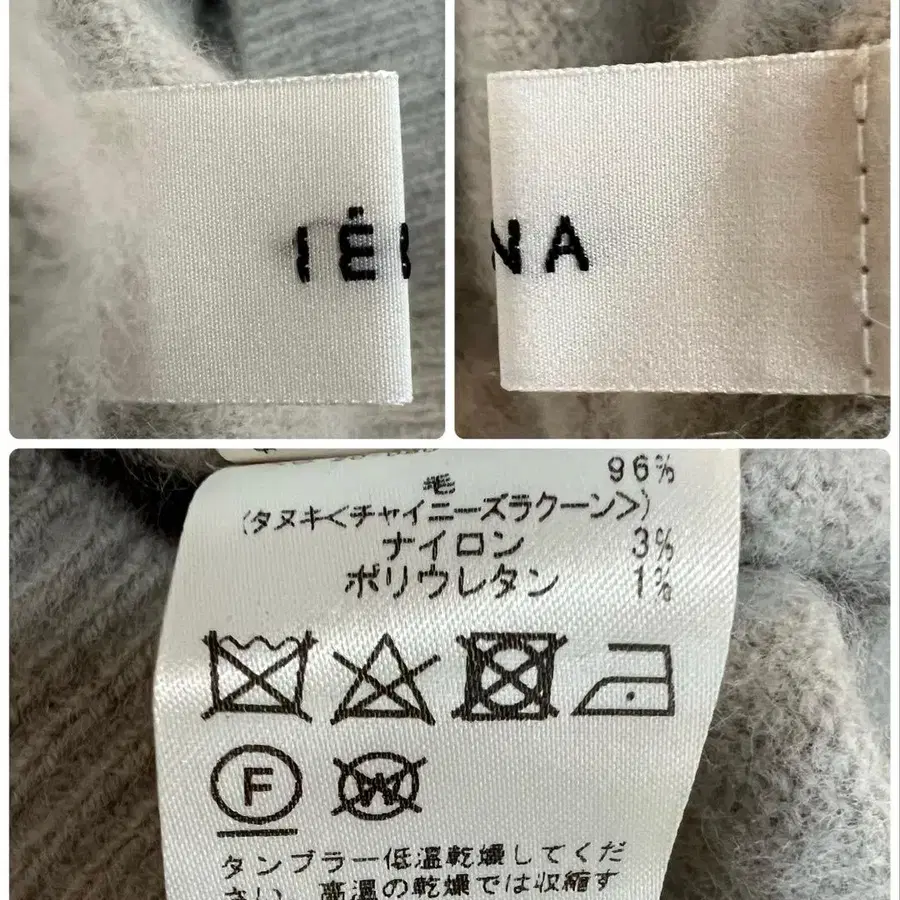 IÉ
NA
毛 96%
(タヌキ<チャイニーズラクーン>)
ナイロン 3%
ポリウレタン 1%
F
W
タンブラー低温乾燥してくだ
さい。高温の乾燥では収縮す